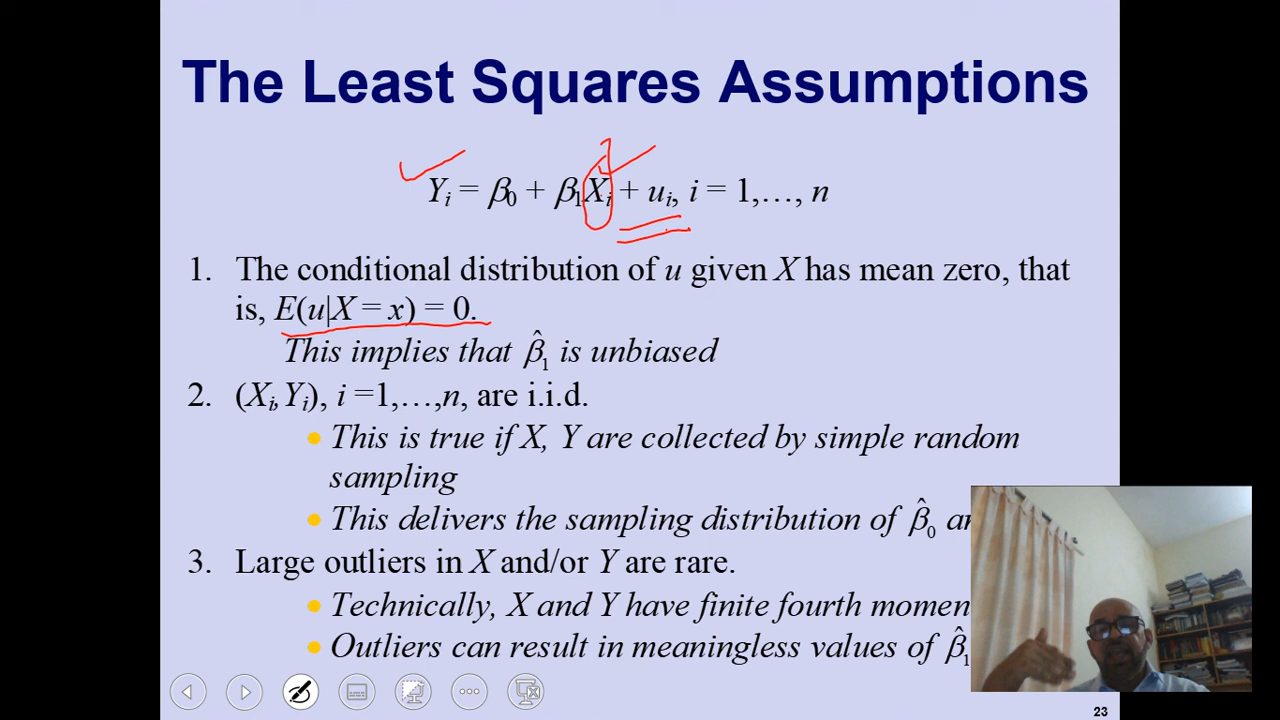 The Least Squares Assumptions
Yᵢ = β₀ + β₁Xᵢ + uᵢ, i = 1,…, n
1. The conditional distribution of u given X has mean zero, that
is, E(u|X = x) = 0.
This implies that β̂₁ is unbiased
2. (Xᵢ,Yᵢ), i =1,…,n, are i.i.d.
• This is true if X, Y are collected by simple random
sampling
• This delivers the sampling distribution of β̂₀
3. Large outliers in X and/or Y are rare.
• Technically, X and Y have finite fourth
• Outliers can result in meaningless values of β̂₁
23